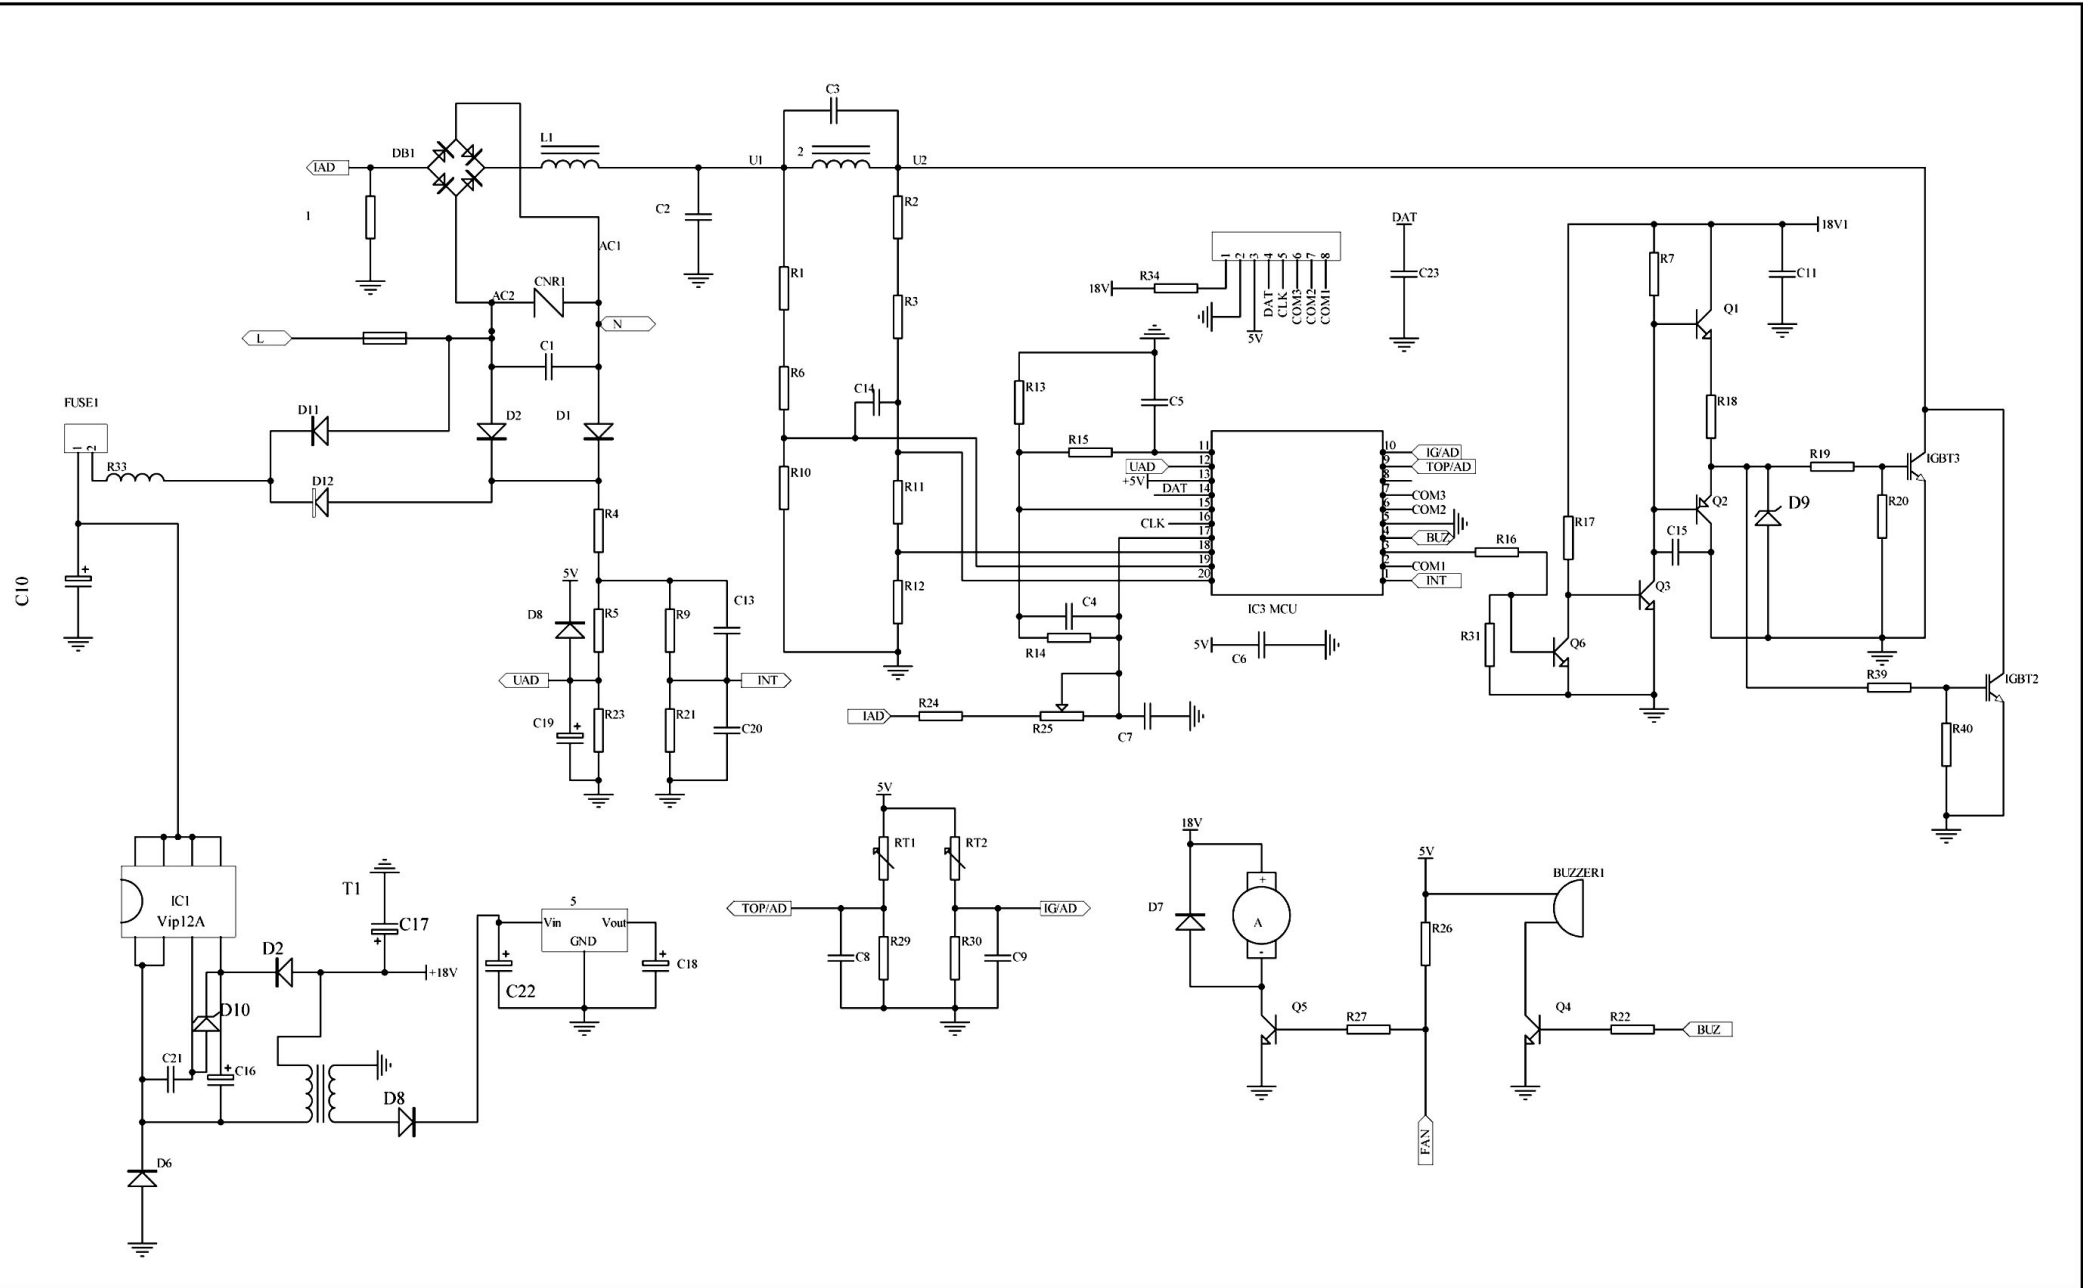 C3
DB1
L1
IAD
U1
2
U2
1
C2
R2
DAT
18V1
AC1
R1
R3
R34
1 2 3 4 5 6 7 8
C23
R7
C11
CNR1
AC2
18V
DAT
CLK
COM3
COM2
COM1
N
Q1
L
5V
C1
R6
C14
R13
C5
R18
FUSE1
D11
D2
D1
1 2
R33
D12
R10
R11
R15
11
12
13
14
15
16
17
18
19
20
UAD
+5V
DAT
CLK
10
9
8
7
6
5
4
3
2
1
IG/AD
TOP/AD
COM3
COM2
BUZ
COM1
INT
IC3 MCU
R19
IGBT3
R20
R4
Q2
D9
R17
C15
R16
C10
+
5V
D8
R5
R9
C13
R12
C4
R14
5V
C6
R31
Q6
Q3
UAD
INT
R39
IGBT2
C19
+
R23
R21
C20
IAD
R24
R25
C7
R40
5V
RT1
RT2
18V
5V
BUZZER1
IC1
Vip12A
T1
C17
+
5
Vin
Vout
GND
TOP/AD
IG/AD
D7
+
A
-
R26
D2
+18V
+
C22
+
C18
C8
R29
R30
C9
D10
Q5
R27
Q4
R22
BUZ
C21
+
C16
D8
FAN
D6